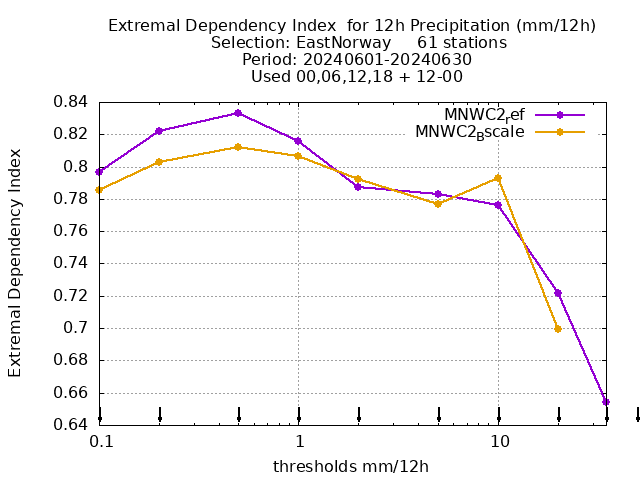 Extremal Dependency Index  for 12h Precipitation (mm/12h)
Selection: EastNorway     61 stations
Period: 20240601-20240630
Used 00,06,12,18 + 12-00
MNWC2ref
MNWC2Bscale
0.84
0.82
0.8
0.78
0.76
0.74
0.72
0.7
0.68
0.66
0.64
Extremal Dependency Index
0.1 1 10
thresholds mm/12h